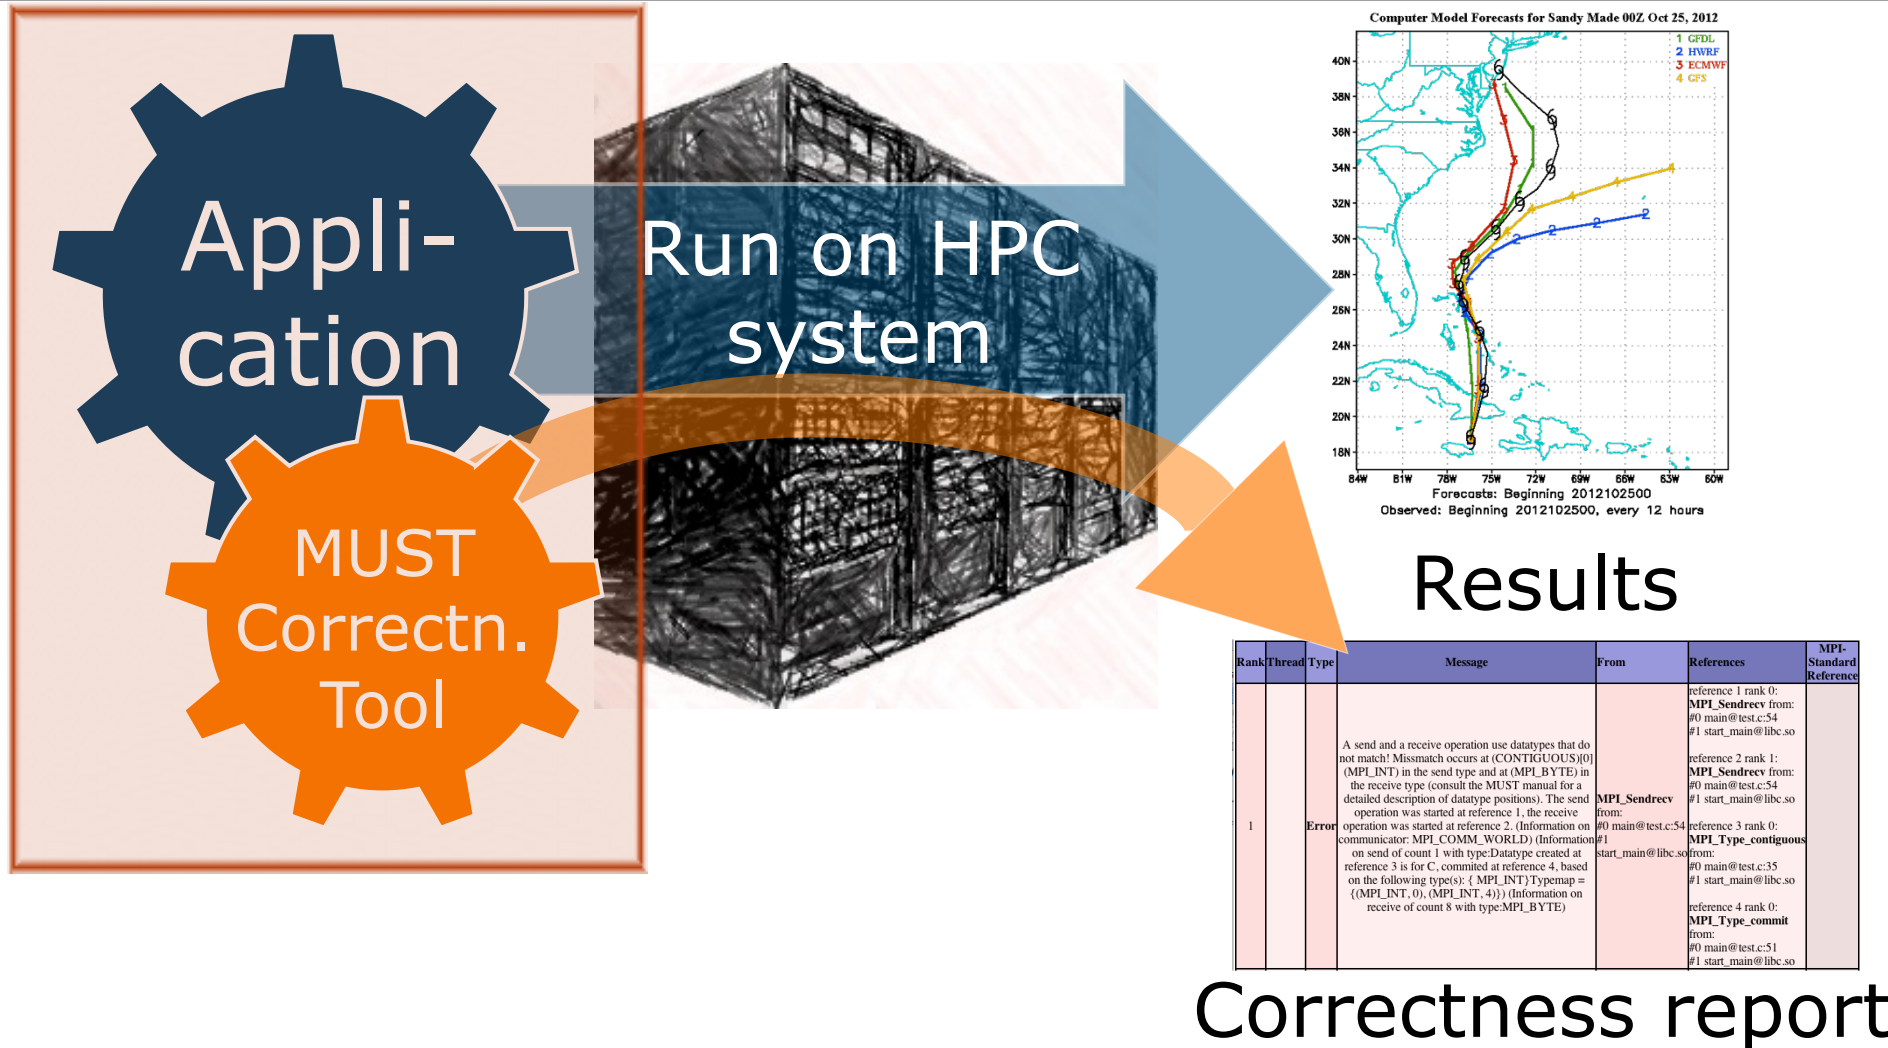 Appli-
cation
MUST
Correctn.
Tool
Run on HPC
system
Computer Model Forecasts for Sandy Made 00Z Oct 25, 2012
1 GFDL
2 HWRF
3 ECMWF
4 GFS
40N
38N
36N
34N
32N
30N
28N
26N
24N
22N
20N
18N
84W 81W 78W 75W 72W 69W 66W 63W 60W
Forecasts: Beginning 2012102500
Observed: Beginning 2012102500, every 12 hours
Results
Rank Thread Type Message From References MPI-
Standard
Reference
1
Error
A send and a receive operation use datatypes that do
not match! Missmatch occurs at (CONTIGUOUS)[0]
(MPI_INT) in the send type and at (MPI_BYTE) in
the receive type (consult the MUST manual for a
detailed description of datatype positions). The send
operation was started at reference 1, the receive
operation was started at reference 2. (Information on
communicator: MPI_COMM_WORLD) (Information
on send of count 1 with type:Datatype created at
reference 3 is for C, commited at reference 4, based
on the following type(s): { MPI_INT}Typemap =
{(MPI_INT, 0), (MPI_INT, 4)}) (Information on
receive of count 8 with type:MPI_BYTE)
MPI_Sendrecv
from:
#0 main@test.c:54
#1
start_main@libc.so
reference 1 rank 0:
MPI_Sendrecv from:
#0 main@test.c:54
#1 start_main@libc.so
reference 2 rank 1:
MPI_Sendrecv from:
#0 main@test.c:54
#1 start_main@libc.so
reference 3 rank 0:
MPI_Type_contiguous
from:
#0 main@test.c:35
#1 start_main@libc.so
reference 4 rank 0:
MPI_Type_commit
from:
#0 main@test.c:51
#1 start_main@libc.so
Correctness report